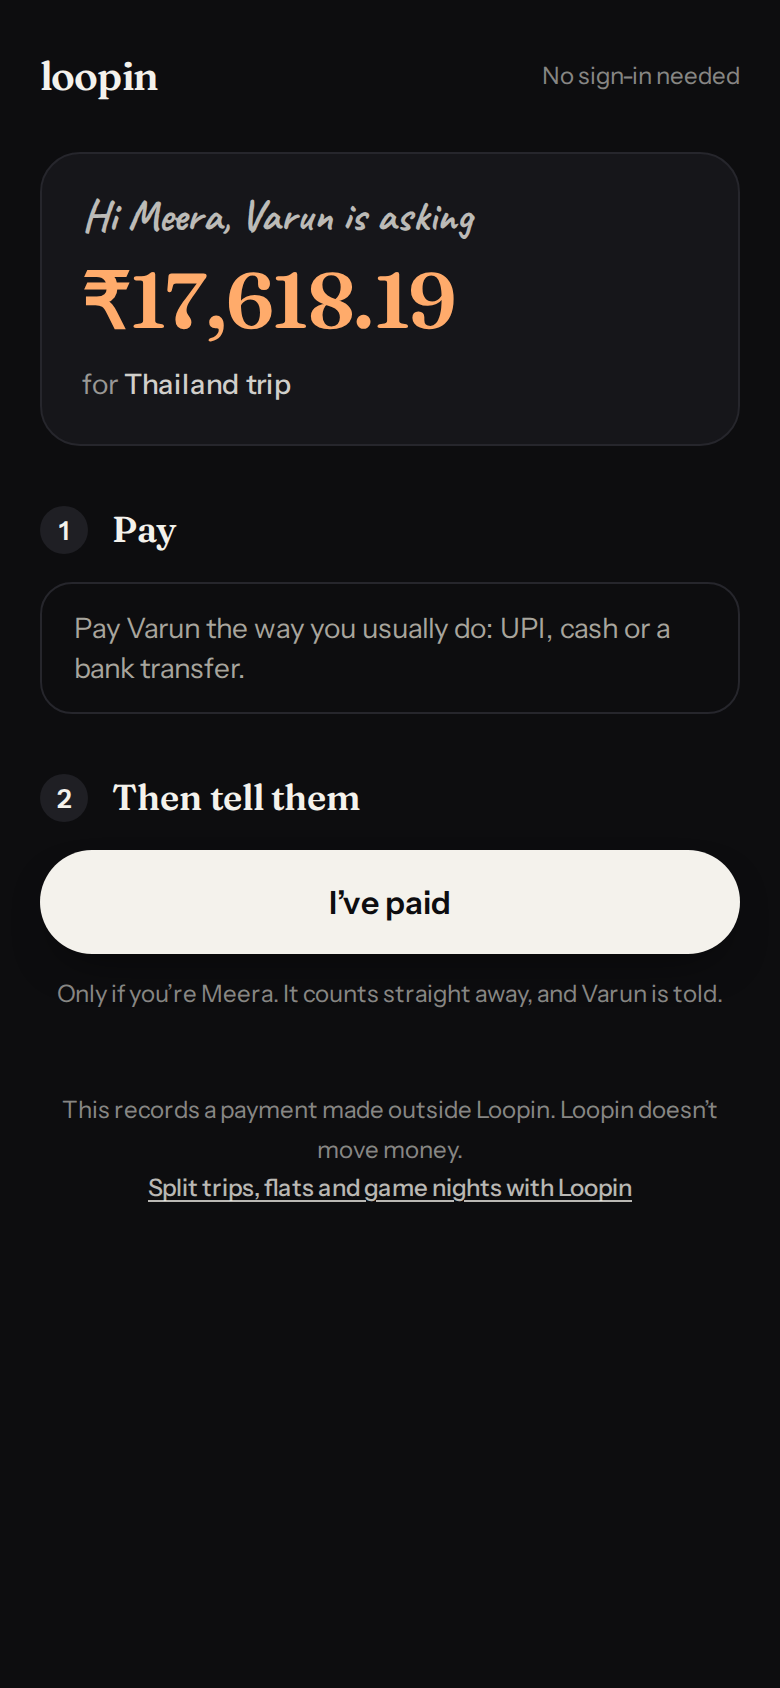 loopin
No sign-in needed
Hi Meera, Varun is asking
₹17,618.19
for Thailand trip
1 Pay
Pay Varun the way you usually do: UPI, cash or a
bank transfer.
2 Then tell them
I’ve paid
Only if you’re Meera. It counts straight away, and Varun is told.
This records a payment made outside Loopin. Loopin doesn’t
move money.
Split trips, flats and game nights with Loopin